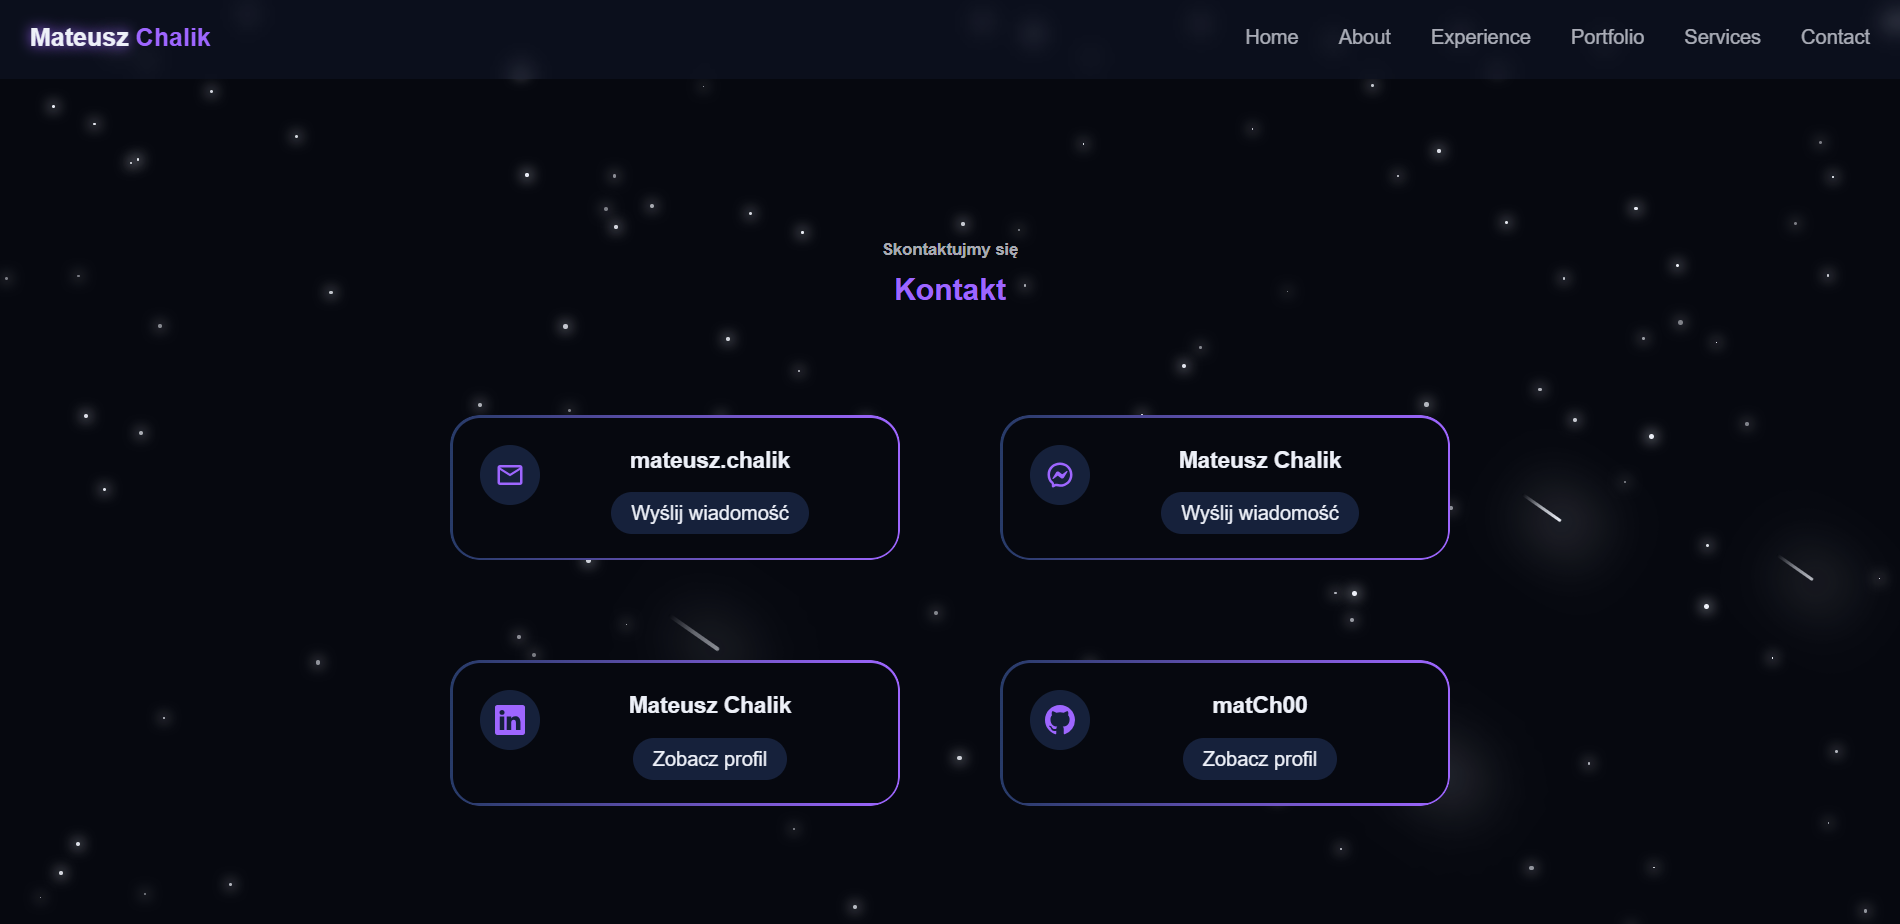 Mateusz Chalik
Home About Experience Portfolio Services Contact
Skontaktujmy się
Kontakt
mateusz.chalik
Wyślij wiadomość
Mateusz Chalik
Wyślij wiadomość
Mateusz Chalik
Zobacz profil
matCh00
Zobacz profil